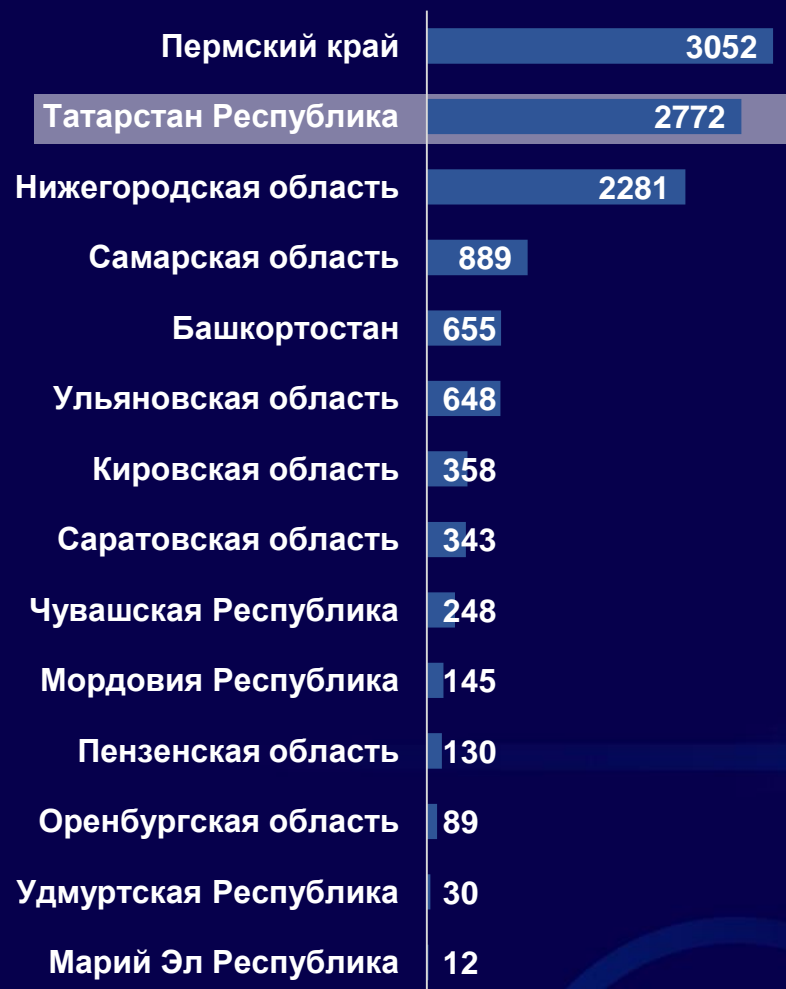 Пермский край 3052
Татарстан Республика 2772
Нижегородская область 2281
Самарская область 889
Башкортостан 655
Ульяновская область 648
Кировская область 358
Саратовская область 343
Чувашская Республика 248
Мордовия Республика 145
Пензенская область 130
Оренбургская область 89
Удмуртская Республика 30
Марий Эл Республика 12